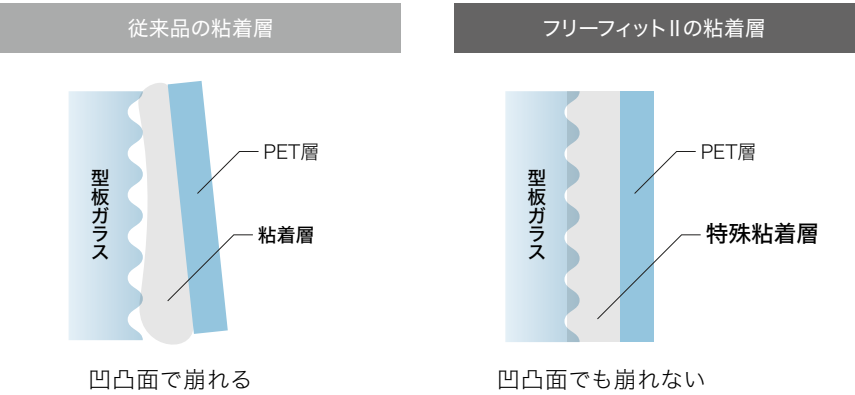 従来品の粘着層
型板ガラス
PET層
粘着層
凹凸面で崩れる
フリーフィットⅡの粘着層
型板ガラス
PET層
特殊粘着層
凹凸面でも崩れない